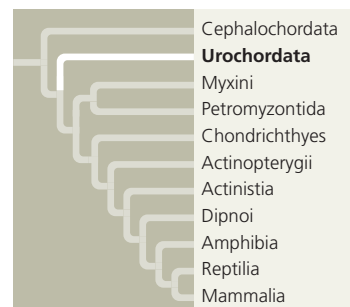 Cephalochordata
Urochordata
Myxini
Petromyzontida
Chondrichthyes
Actinopterygii
Actinistia
Dipnoi
Amphibia
Reptilia
Mammalia